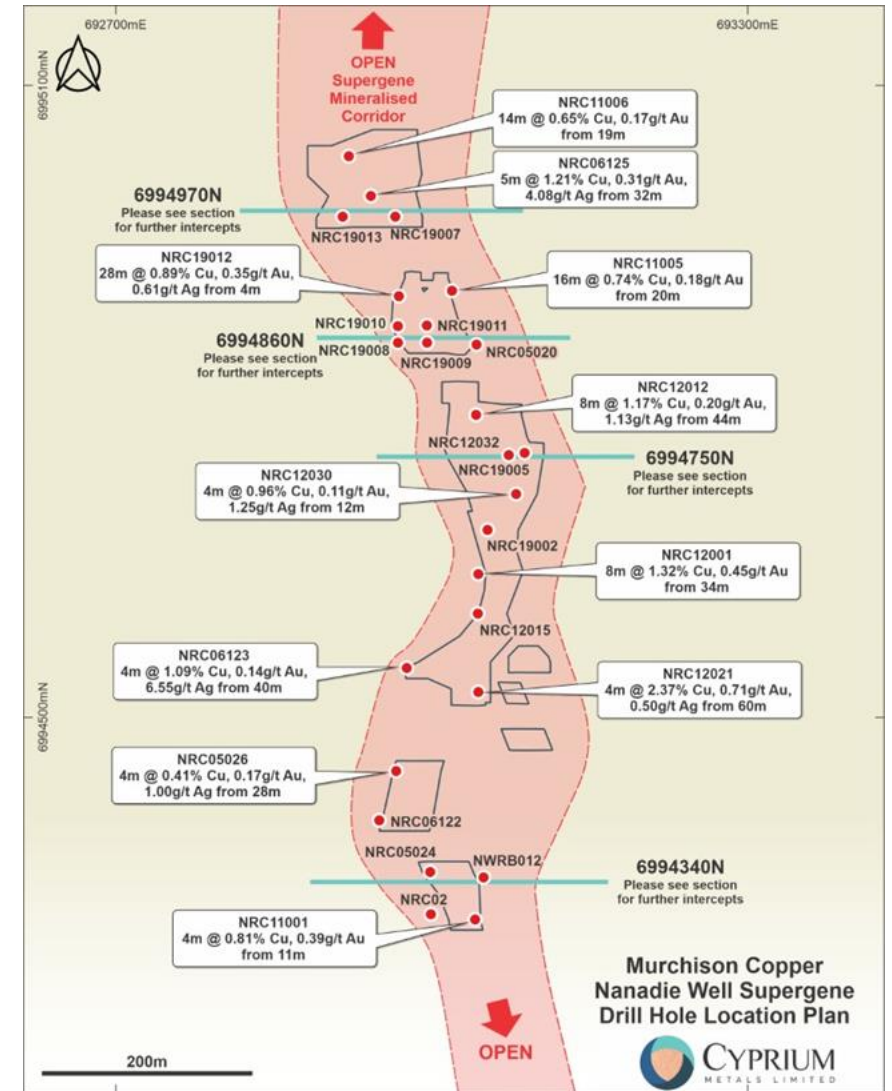 692700mE
693300mE
6995100mN
OPEN
Supergene
Mineralised
Corridor
NRC11006
14m @ 0.65% Cu, 0.17g/t Au
from 19m
NRC06125
5m @ 1.21% Cu, 0.31g/t Au,
4.08g/t Ag from 32m
6994970N
Please see section
for further intercepts
NRC19013
NRC19007
NRC19012
28m @ 0.89% Cu, 0.35g/t Au,
0.61g/t Ag from 4m
NRC11005
16m @ 0.74% Cu, 0.18g/t Au
from 20m
NRC19010
NRC19011
6994860N
Please see section
for further intercepts
NRC19008
NRC19009
NRC05020
NRC12012
8m @ 1.17% Cu, 0.20g/t Au,
1.13g/t Ag from 44m
NRC12032
NRC19005
6994750N
Please see section
for further intercepts
NRC12030
4m @ 0.96% Cu, 0.11g/t Au,
1.25g/t Ag from 12m
NRC19002
NRC12001
8m @ 1.32% Cu, 0.45g/t Au
from 34m
NRC12015
NRC06123
4m @ 1.09% Cu, 0.14g/t Au,
6.55g/t Ag from 40m
NRC12021
4m @ 2.37% Cu, 0.71g/t Au,
0.50g/t Ag from 60m
6994500mN
NRC05026
4m @ 0.41% Cu, 0.17g/t Au,
1.00g/t Ag from 28m
NRC06122
NRC05024
NWRB012
6994340N
Please see section
for further intercepts
NRC02
NRC11001
4m @ 0.81% Cu, 0.39g/t Au
from 11m
Murchison Copper
Nanadie Well Supergene
Drill Hole Location Plan
OPEN
200m
CYPRIUM
METALS LIMITED